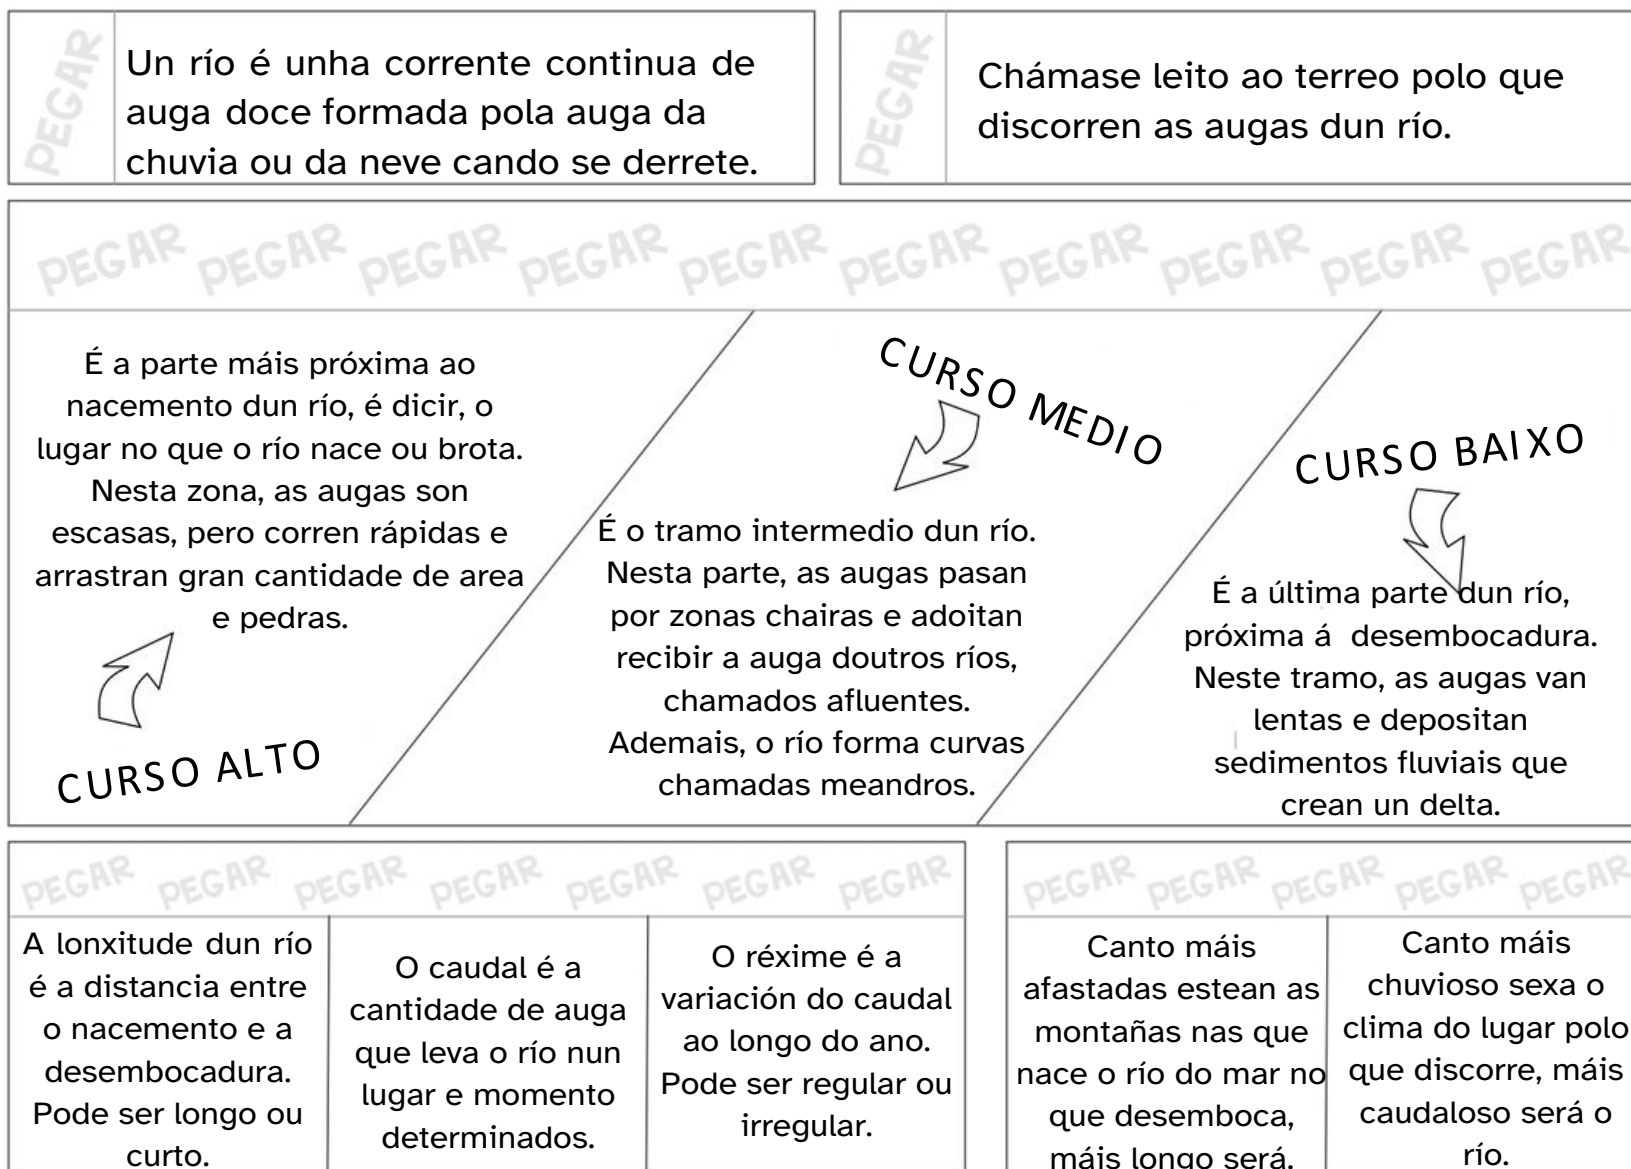 PEGAR
Un río é unha corrente continua de
auga doce formada pola auga da
chuvia ou da neve cando se derrete.
PEGAR
Chámase leito ao terreo polo que
discorren as augas dun río.
PEGAR PEGAR PEGAR PEGAR PEGAR PEGAR PEGAR PEGAR PEGAR PEGAR
É a parte máis próxima ao
nacemento dun río, é dicir, o
lugar no que o río nace ou brota.
Nesta zona, as augas son
escasas, pero corren rápidas e
arrastran gran cantidade de area
e pedras.
CURSO ALTO
CURSO MEDIO
É o tramo intermedio dun río.
Nesta parte, as augas pasan
por zonas chairas e adoitan
recibir a auga doutros ríos,
chamados afluentes.
Ademais, o río forma curvas
chamadas meandros.
CURSO BAIXO
É a última parte dun río,
próxima á desembocadura.
Neste tramo, as augas van
lentas e depositan
sedimentos fluviais que
crean un delta.
PEGAR PEGAR PEGAR PEGAR PEGAR PEGAR PEGAR
A lonxitude dun río
é a distancia entre
o nacemento e a
desembocadura.
Pode ser longo ou
curto.
O caudal é a
cantidade de auga
que leva o río nun
lugar e momento
determinados.
O réxime é a
variación do caudal
ao longo do ano.
Pode ser regular ou
irregular.
PEGAR PEGAR PEGAR PEGAR PEGAR
Canto máis
afastadas estean as
montañas nas que
nace o río do mar no
que desemboca,
máis longo será.
Canto máis
chuvioso sexa o
clima do lugar polo
que discorre, máis
caudaloso será o
río.